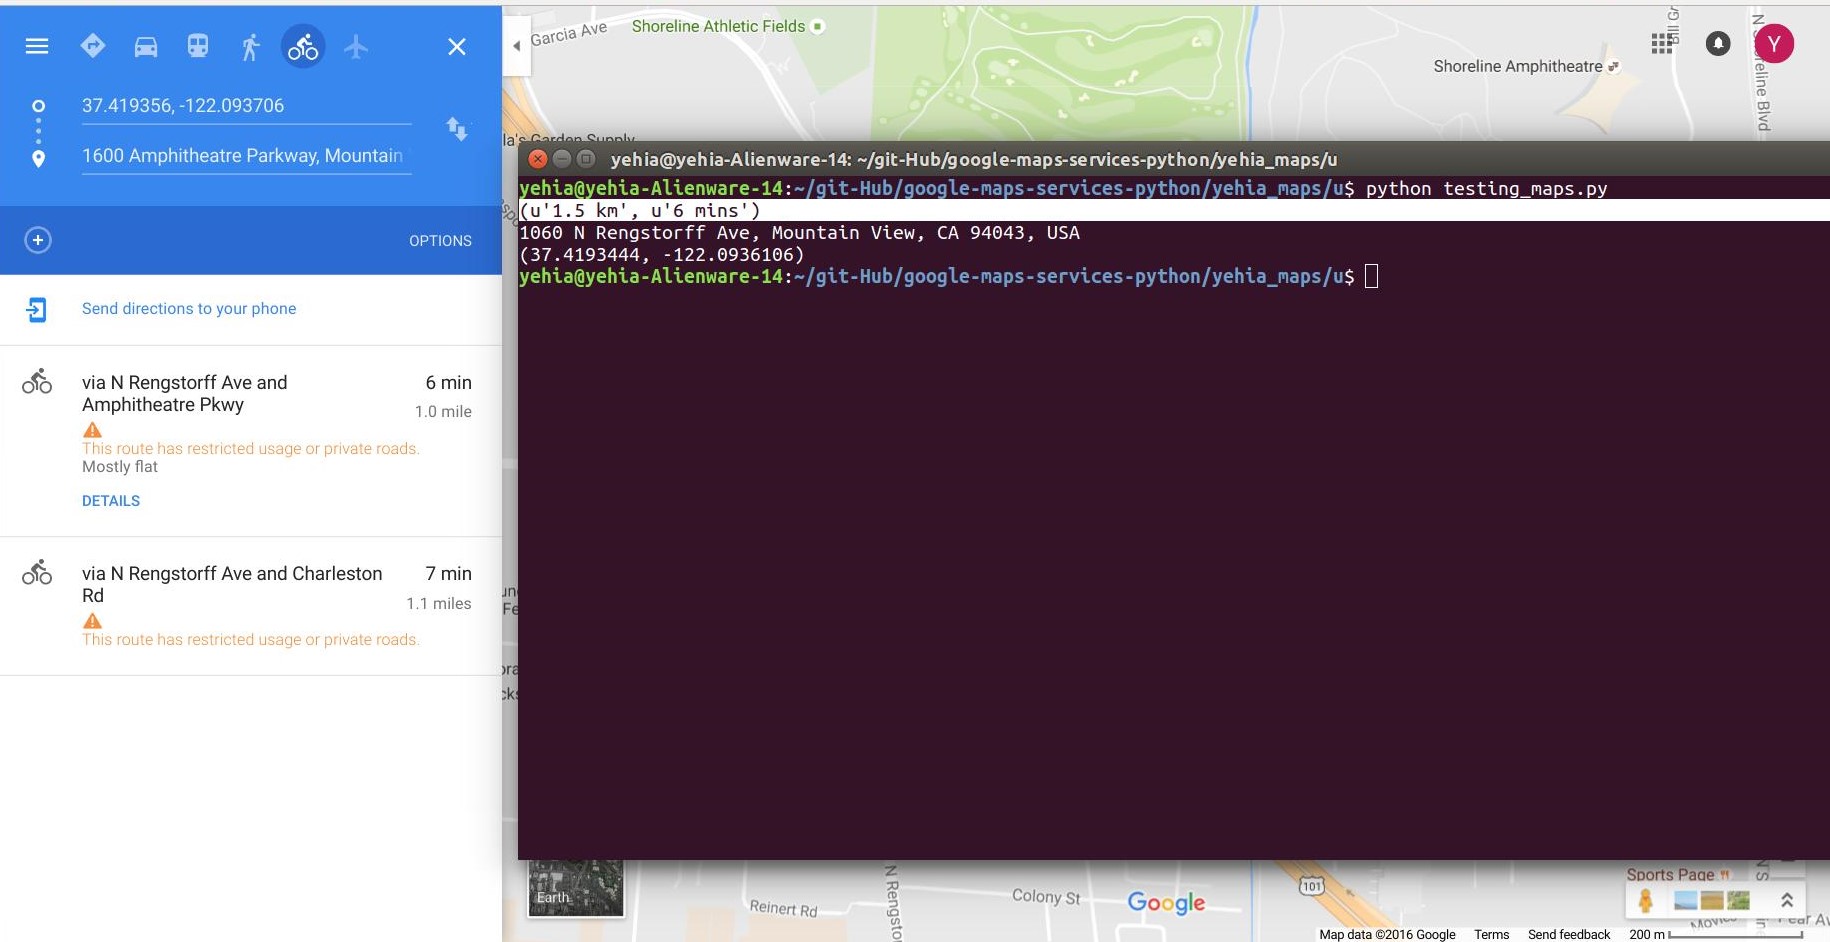 37.419356, -122.093706
1600 Amphitheatre Parkway, Mountain
OPTIONS
Send directions to your phone
via N Rengstorff Ave and
Amphitheatre Pkwy
6 min
1.0 mile
This route has restricted usage or private roads.
Mostly flat
DETAILS
via N Rengstorff Ave and Charleston
Rd
7 min
1.1 miles
This route has restricted usage or private roads.
Garcia Ave
Shoreline Athletic Fields
Shoreline Amphitheatre
Y
la's Garden Supply
yehia@yehia-Alienware-14: ~/git-Hub/google-maps-services-python/yehia_maps/u
yehia@yehia-Alienware-14:~/git-Hub/google-maps-services-python/yehia_maps/u$ python testing_maps.py
(u'1.5 km', u'6 mins')
1060 N Rengstorff Ave, Mountain View, CA 94043, USA
(37.4193444, -122.0936106)
yehia@yehia-Alienware-14:~/git-Hub/google-maps-services-python/yehia_maps/u$
Earth
Reinert Rd
N Rengsto
Colony St
Google
101
Sports Page
Map data ©2016 Google
Terms
Send feedback
200 m